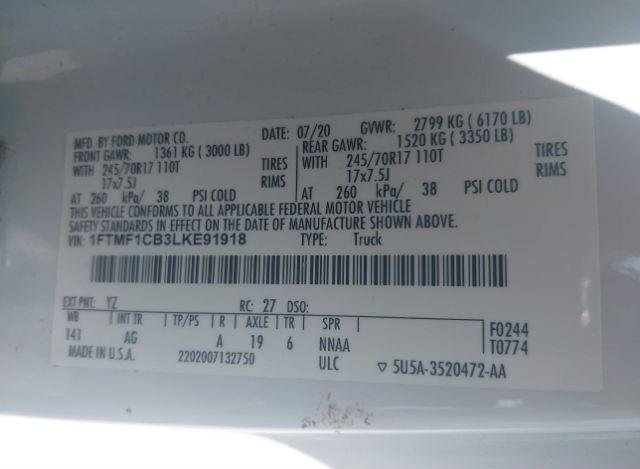 MFD. BY FORD MOTOR CO. DATE: 07/20 GVWR: 2799 KG ( 6170 LB)
FRONT GAWR: 1361 KG ( 3000 LB) REAR GAWR: 1520 KG ( 3350 LB)
WITH 245/70R17 110T TIRES WITH 245/70R17 110T TIRES
17x7.5J RIMS 17x7.5J RIMS
AT 260 kPa/ 38 PSI COLD AT 260 kPa/ 38 PSI COLD
THIS VEHICLE CONFORMS TO ALL APPLICABLE FEDERAL MOTOR VEHICLE
SAFETY STANDARDS IN EFFECT ON THE DATE OF MANUFACTURE SHOWN ABOVE.
VIN: 1FTMF1CB3LKE91918 TYPE: Truck
EXT PNT: YZ RC: 27 DSO:
WB INT TR TP/PS R AXLE TR SPR F0244
141 AG A 19 6 NNAA T0774
MADE IN U.S.A. 2202007132750 ULC ▽ 5U5A-3520472-AA